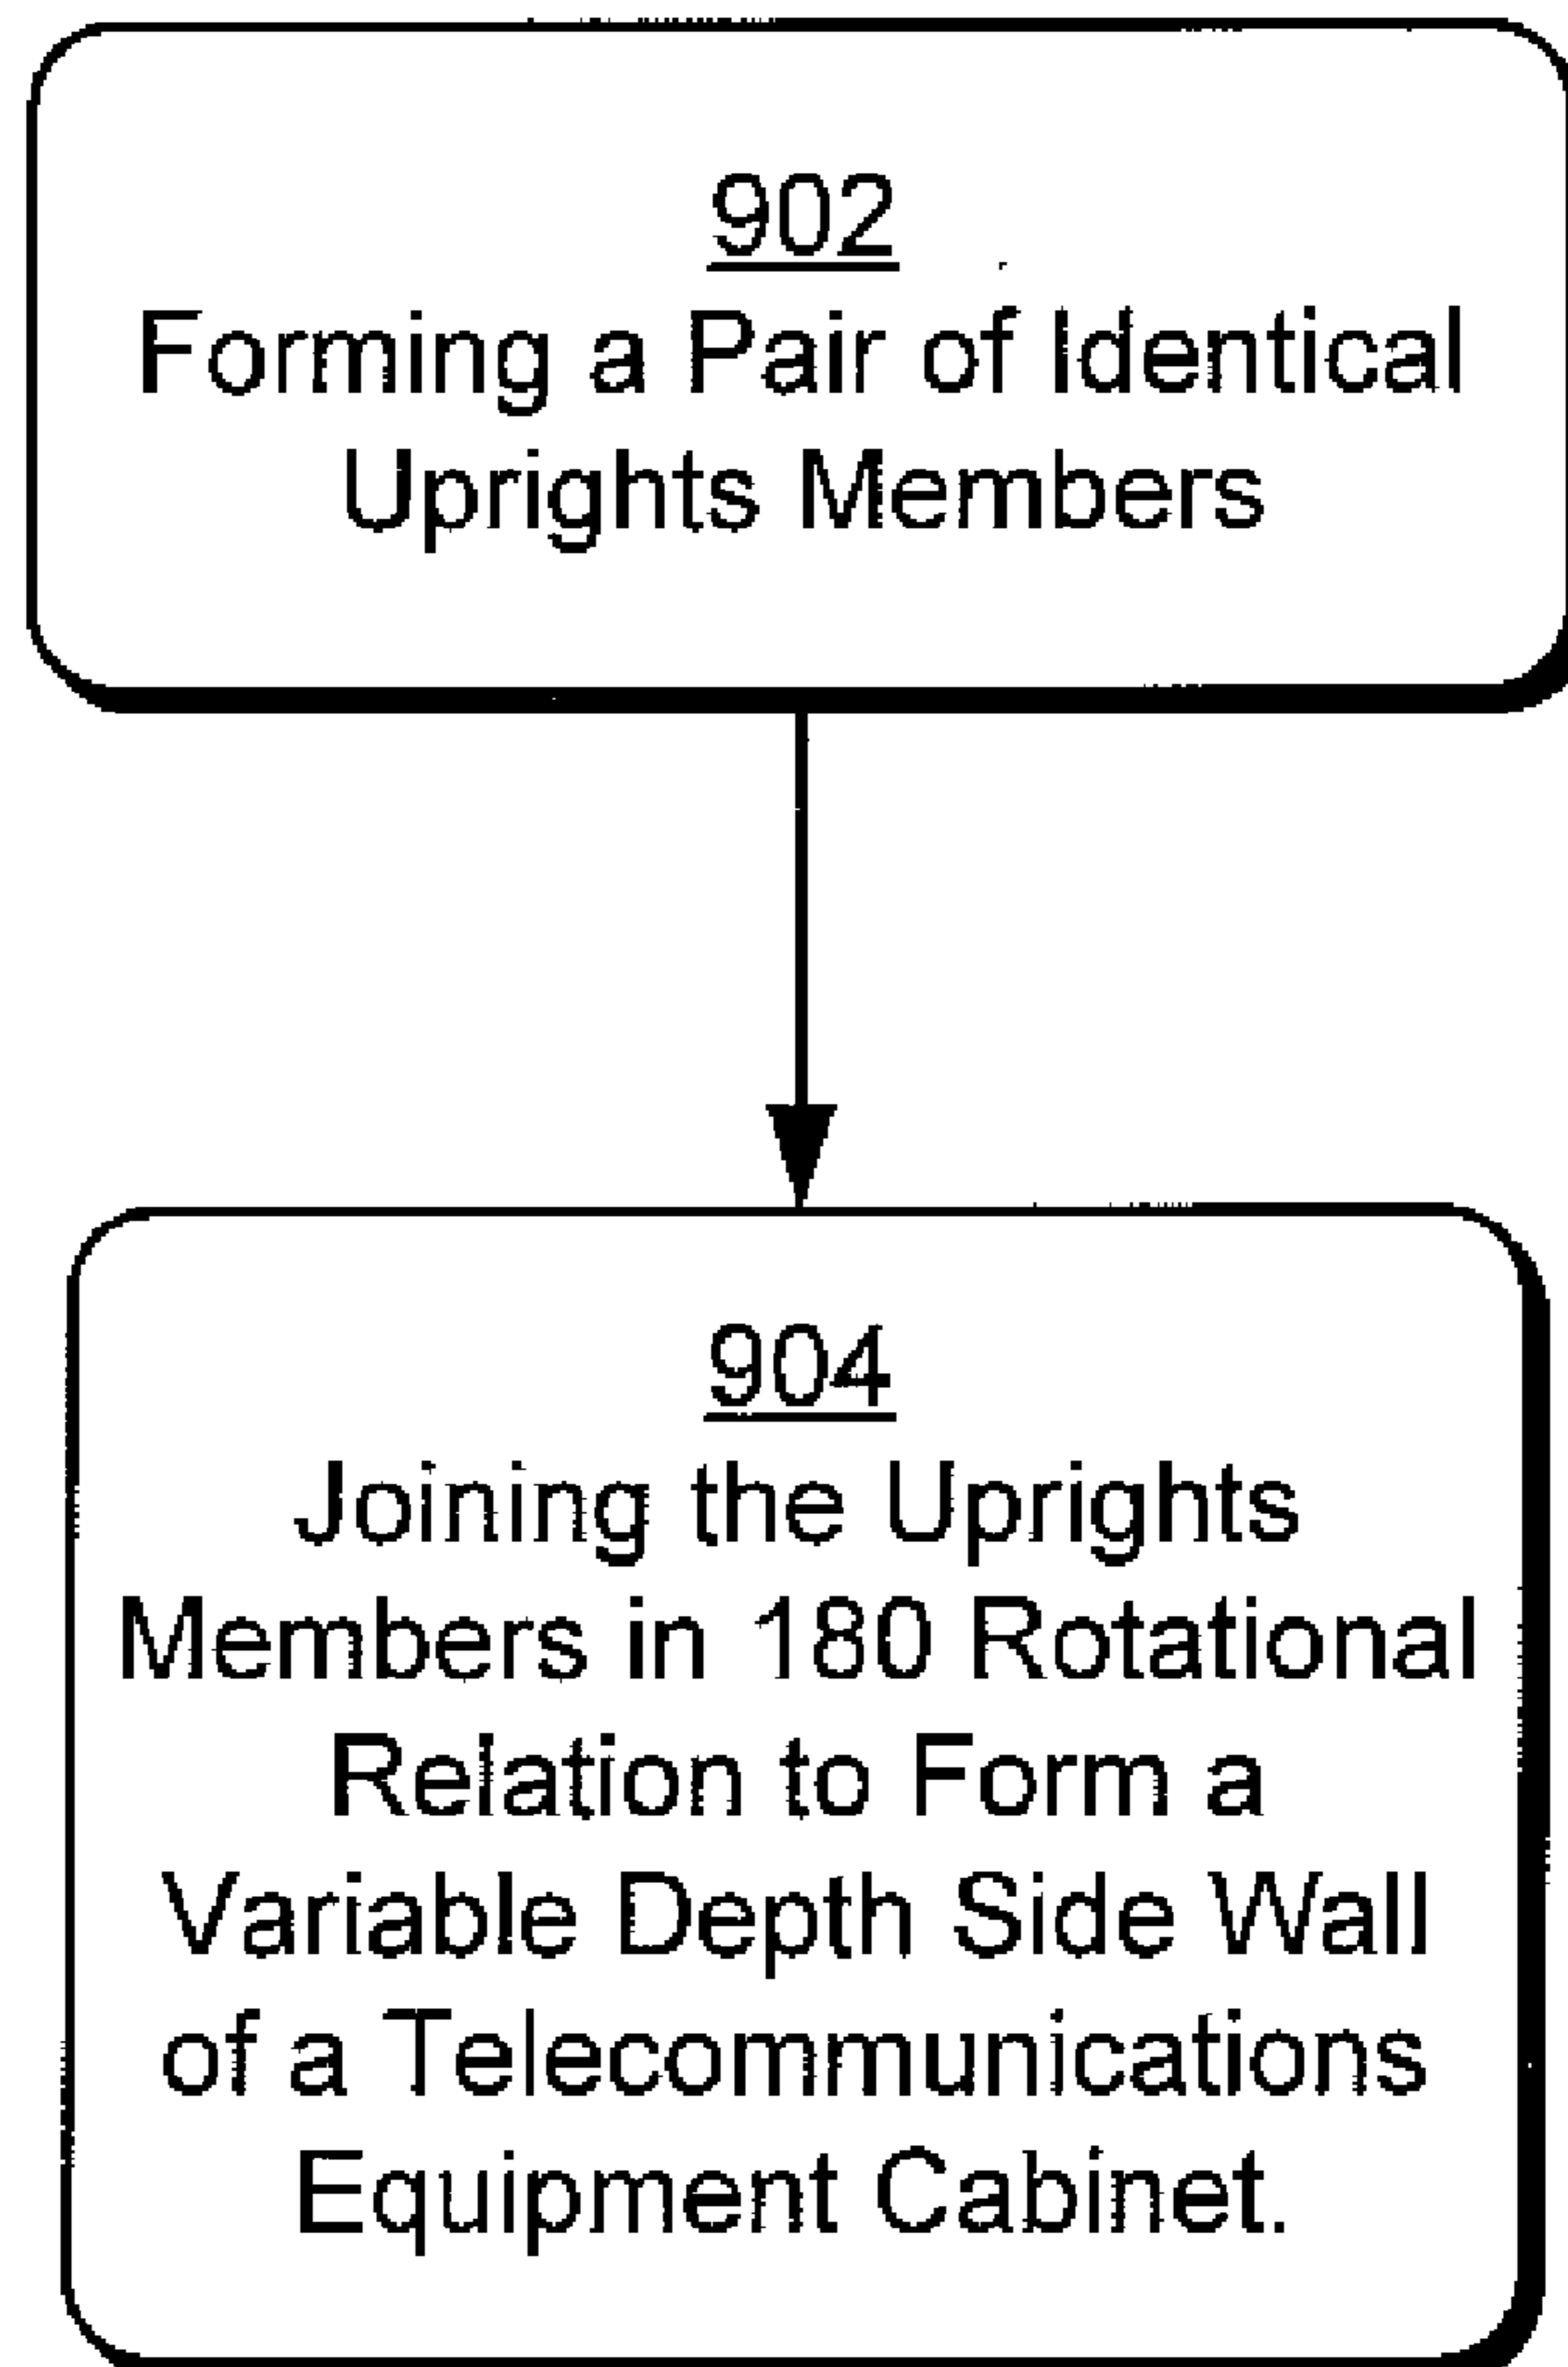 902
Forming a Pair of Identical
Uprights Members
904
Joining the Uprights
Members in 180 Rotational
Relation to Form a
Variable Depth Side Wall
of a Telecommunications
Equipment Cabinet.